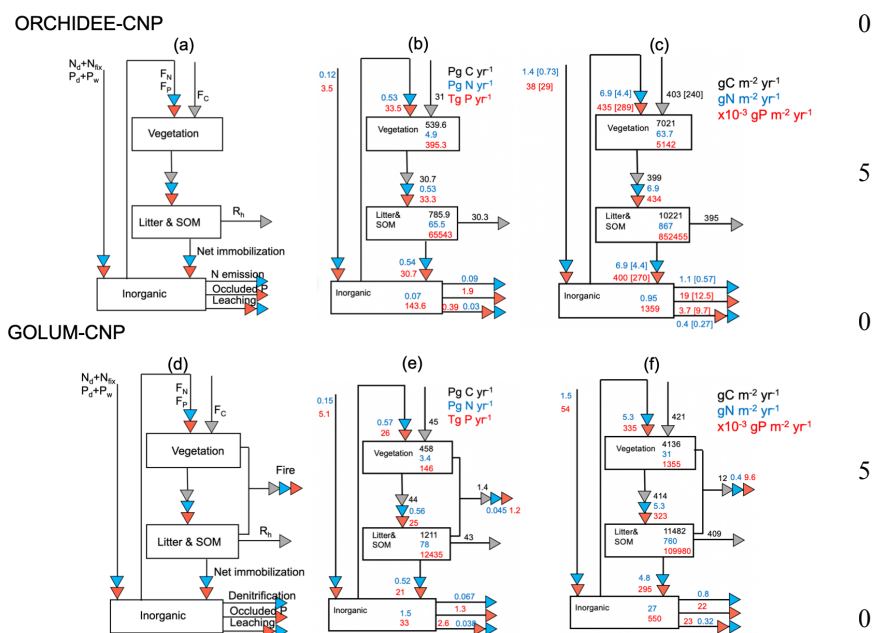 ORCHIDEE-CNP
0
(a)
(b)
(c)
Nd+Nfix
Pd+Pw
FN
FP
FC
Vegetation
Litter & SOM
Rh
Net immobilization
N emission
Occluded P
Leaching
Inorganic
0.12
3.5
0.53
33.5
31
Pg C yr-1
Pg N yr-1
Tg P yr-1
Vegetation
539.6
4.9
395.3
30.7
0.53
33.3
Litter&
SOM
785.9
65.5
65543
30.3
0.54
30.7
Inorganic
0.07
143.6
0.09
1.9
0.39
0.03
1.4 [0.73]
38 [29]
6.9 [4.4]
435 [289]
403 [240]
gC m-2 yr-1
gN m-2 yr-1
x10-3 gP m-2 yr-1
Vegetation
7021
63.7
5142
399
6.9
434
5
Litter&
SOM
10221
867
852455
395
6.9 [4.4]
400 [270]
Inorganic
0.95
1359
1.1 [0.57]
19 [12.5]
3.7 [9.7]
0.4 [0.27]
0
GOLUM-CNP
(d)
(e)
(f)
Nd+Nfix
Pd+Pw
FN
FP
FC
Vegetation
Fire
Litter & SOM
Rh
Net immobilization
Denitrification
Occluded P
Leaching
Inorganic
0.15
5.1
0.57
26
45
Pg C yr-1
Pg N yr-1
Tg P yr-1
Vegetation
458
3.4
146
44
0.56
25
1.4
0.045
1.2
Litter&
SOM
1211
78
12435
43
0.52
21
Inorganic
1.5
33
0.067
1.3
2.6
0.038
1.5
54
5.3
335
421
gC m-2 yr-1
gN m-2 yr-1
x10-3 gP m-2 yr-1
Vegetation
4136
31
1355
414
5.3
323
12
0.4
9.6
5
Litter&
SOM
11482
760
109980
409
4.8
295
Inorganic
27
550
0.8
22
23
0.32
0